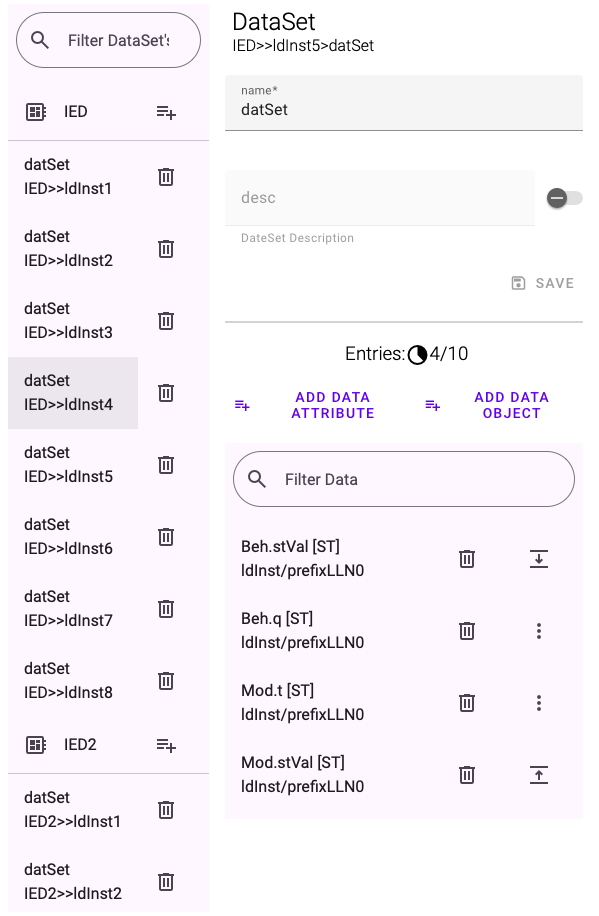 Filter DataSet's
IED
datSet
IED>>ldInst1
datSet
IED>>ldInst2
datSet
IED>>ldInst3
datSet
IED>>ldInst4
datSet
IED>>ldInst5
datSet
IED>>ldInst6
datSet
IED>>ldInst7
datSet
IED>>ldInst8
IED2
datSet
IED2>>ldInst1
datSet
IED2>>ldInst2
DataSet
IED>>ldInst5>datSet
name*
datSet
desc
DateSet Description
SAVE
Entries: 4/10
ADD DATA
ATTRIBUTE
ADD DATA
OBJECT
Filter Data
Beh.stVal [ST]
ldInst/prefixLLN0
Beh.q [ST]
ldInst/prefixLLN0
Mod.t [ST]
ldInst/prefixLLN0
Mod.stVal [ST]
ldInst/prefixLLN0